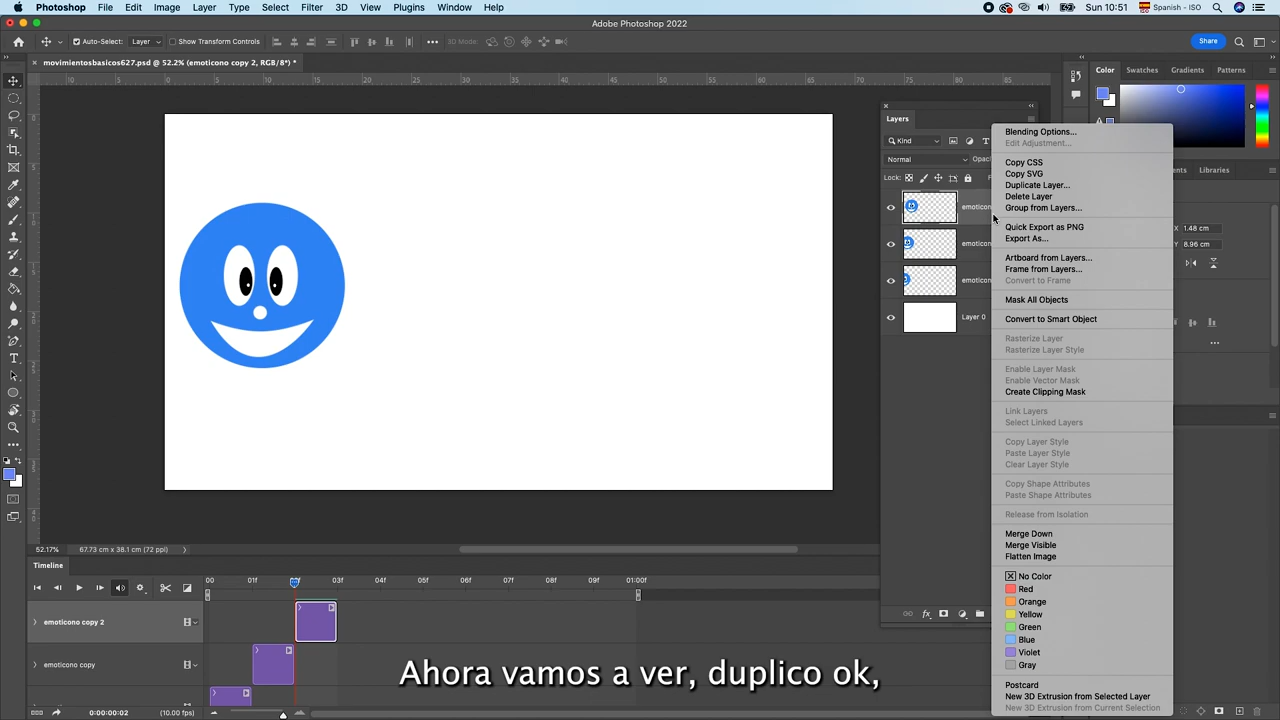 Photoshop File Edit Image Layer Type Select Filter 3D View Plugins Window Help Sun 10:51 Spanish - ISO
Adobe Photoshop 2022
Auto-Select: Layer Show Transform Controls 3D Mode: Share
movimientosbasicos627.psd @ 52.2% (emoticono copy 2, RGB/8*) *
Color Swatches Gradients Patterns
Layers
Kind
Normal Opac
Lock:
emoticon
emoticon
emoticon
Layer 0
Libraries
X 1.48 cm
Y 8.96 cm
Blending Options...
Edit Adjustment...
Copy CSS
Copy SVG
Duplicate Layer...
Delete Layer
Group from Layers...
Quick Export as PNG
Export As...
Artboard from Layers...
Frame from Layers...
Convert to Frame
Mask All Objects
Convert to Smart Object
Rasterize Layer
Rasterize Layer Style
Enable Layer Mask
Enable Vector Mask
Create Clipping Mask
Link Layers
Select Linked Layers
Copy Layer Style
Paste Layer Style
Clear Layer Style
Copy Shape Attributes
Paste Shape Attributes
Release from Isolation
Merge Down
Merge Visible
Flatten Image
No Color
Red
Orange
Yellow
Green
Blue
Violet
Gray
Postcard
New 3D Extrusion from Selected Layer
New 3D Extrusion from Current Selection
52.17% 67.73 cm x 38.1 cm (72 ppi)
Timeline
00 01f 02f 03f 04f 05f 06f 07f 08f 09f 01:00f
emoticono copy 2
emoticono copy
0:00:00:02 (10.00 fps)
Ahora vamos a ver, duplico ok,